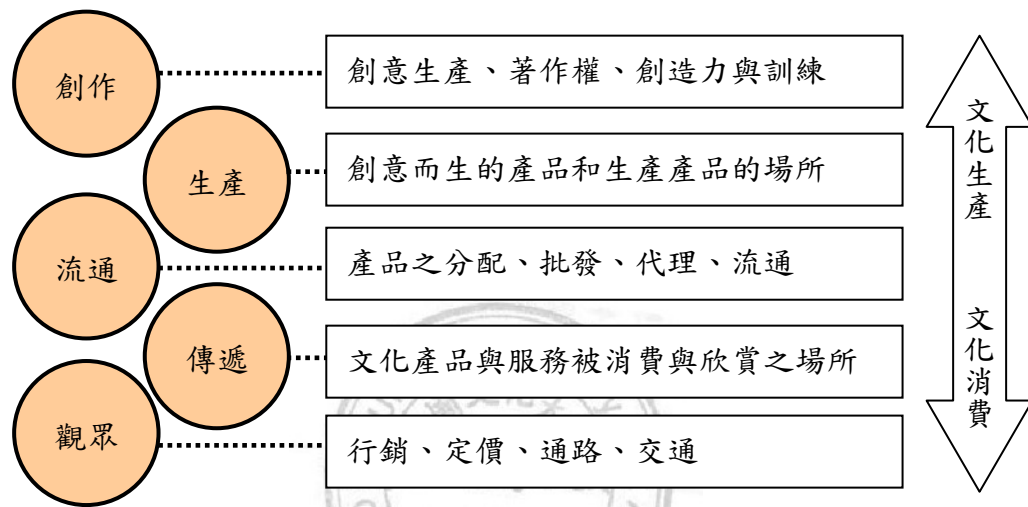 創作
創意生產、著作權、創造力與訓練
生產
創意而生的產品和生產產品的場所
流通
產品之分配、批發、代理、流通
傳遞
文化產品與服務被消費與欣賞之場所
觀眾
行銷、定價、通路、交通
文化生產
文化消費